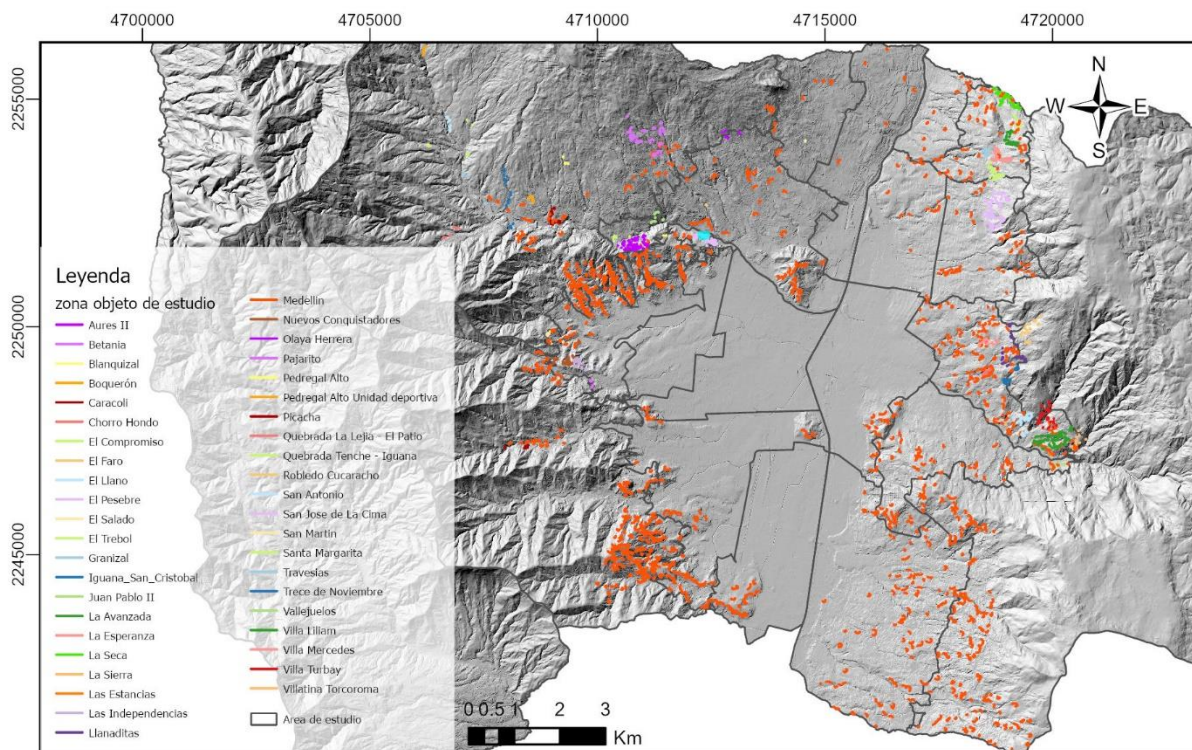 4700000 4705000 4710000 4715000 4720000
2255000
2250000
2245000
N
W E
S
Leyenda
zona objeto de estudio
Aures II
Betania
Blanquizal
Boquerón
Caracoli
Chorro Hondo
El Compromiso
El Faro
El Llano
El Pesebre
El Salado
El Trebol
Granizal
Iguana_San_Cristobal
Juan Pablo II
La Avanzada
La Esperanza
La Seca
La Sierra
Las Estancias
Las Independencias
Llanaditas
Medellin
Nuevos Conquistadores
Olaya Herrera
Pajarito
Pedregal Alto
Pedregal Alto Unidad deportiva
Picacha
Quebrada La Lejia - El Patio
Quebrada Tenche - Iguana
Robledo Cucaracho
San Antonio
San Jose de La Cima
San Martin
Santa Margarita
Travesias
Trece de Noviembre
Vallejuelos
Villa Liliam
Villa Mercedes
Villa Turbay
Villatina Torcoroma
Area de estudio
0 0.5 1 2 3
Km